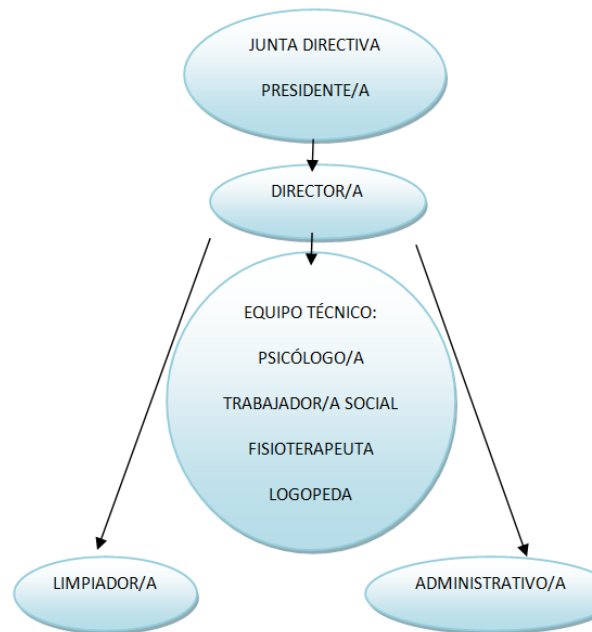 JUNTA DIRECTIVA
PRESIDENTE/A
DIRECTOR/A
EQUIPO TÉCNICO:
PSICÓLOGO/A
TRABAJADOR/A SOCIAL
FISIOTERAPEUTA
LOGOPEDA
LIMPIADOR/A
ADMINISTRATIVO/A